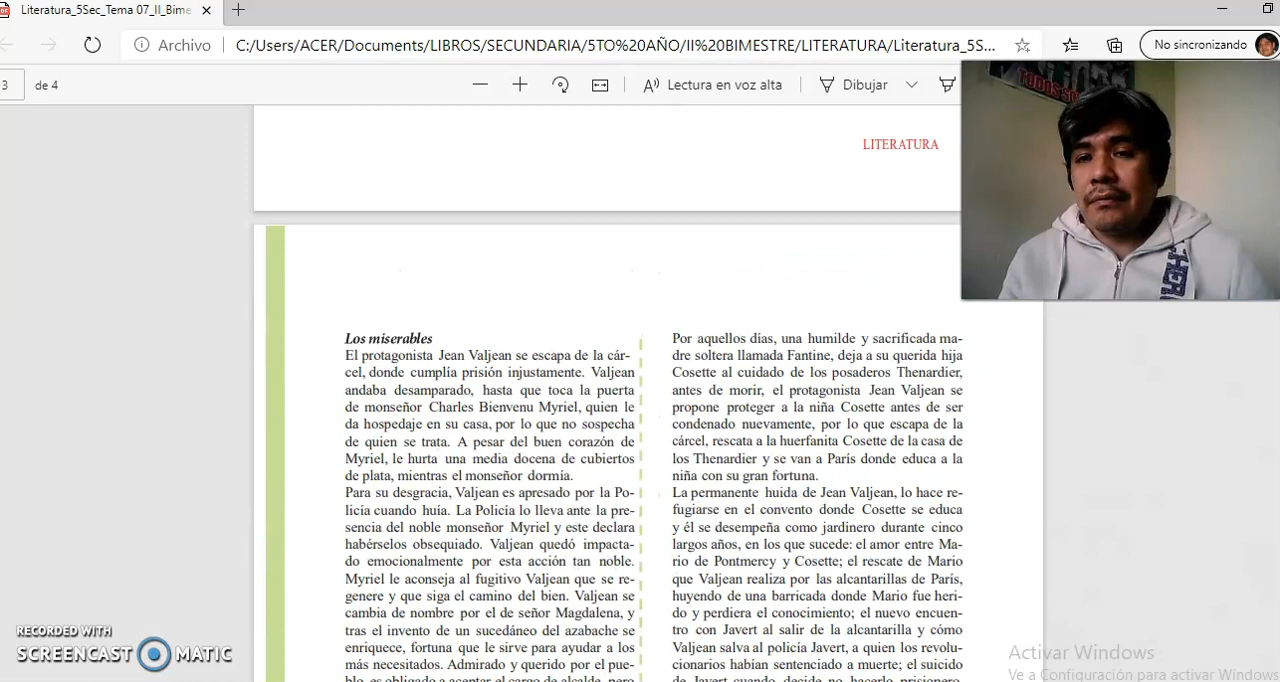 Literatura_5Sec_Tema 07_II_Bime
Archivo
C:/Users/ACER/Documents/LIBROS/SECUNDARIA/5TO%20AÑO/II%20BIMESTRE/LITERATURA/Literatura_5S...
No sincronizando
3 de 4
Lectura en voz alta
Dibujar
TODOS
LITERATURA
Los miserables
El protagonista Jean Valjean se escapa de la cár-
cel, donde cumplía prisión injustamente. Valjean
andaba desamparado, hasta que toca la puerta
de monseñor Charles Bienvenu Myriel, quien le
da hospedaje en su casa, por lo que no sospecha
de quien se trata. A pesar del buen corazón de
Myriel, le hurta una media docena de cubiertos
de plata, mientras el monseñor dormía.
Para su desgracia, Valjean es apresado por la Po-
licía cuando huía. La Policía lo lleva ante la pre-
sencia del noble monseñor Myriel y este declara
habérselos obsequiado. Valjean quedó impacta-
do emocionalmente por esta acción tan noble.
Myriel le aconseja al fugitivo Valjean que se re-
genere y que siga el camino del bien. Valjean se
cambia de nombre por el de señor Magdalena, y
tras el invento de un sucedáneo del azabache se
enriquece, fortuna que le sirve para ayudar a los
más necesitados. Admirado y querido por el pue-
blo, es obligado a aceptar el cargo de alcalde, pero
Por aquellos días, una humilde y sacrificada ma-
dre soltera llamada Fantine, deja a su querida hija
Cosette al cuidado de los posaderos Thenardier,
antes de morir, el protagonista Jean Valjean se
propone proteger a la niña Cosette antes de ser
condenado nuevamente, por lo que escapa de la
cárcel, rescata a la huerfanita Cosette de la casa de
los Thenardier y se van a París donde educa a la
niña con su gran fortuna.
La permanente huida de Jean Valjean, lo hace re-
fugiarse en el convento donde Cosette se educa
y él se desempeña como jardinero durante cinco
largos años, en los que sucede: el amor entre Ma-
rio de Pontmercy y Cosette; el rescate de Mario
que Valjean realiza por las alcantarillas de París,
huyendo de una barricada donde Mario fue heri-
do y perdiera el conocimiento; el nuevo encuen-
tro con Javert al salir de la alcantarilla y cómo
Valjean salva al policía Javert, a quien los revolu-
cionarios habían sentenciado a muerte; el suicido
de Javert cuando decide no hacerlo prisionero.
RECORDED WITH
SCREENCAST MATIC
Activar Windows
Ve a Configuración para activar Windows